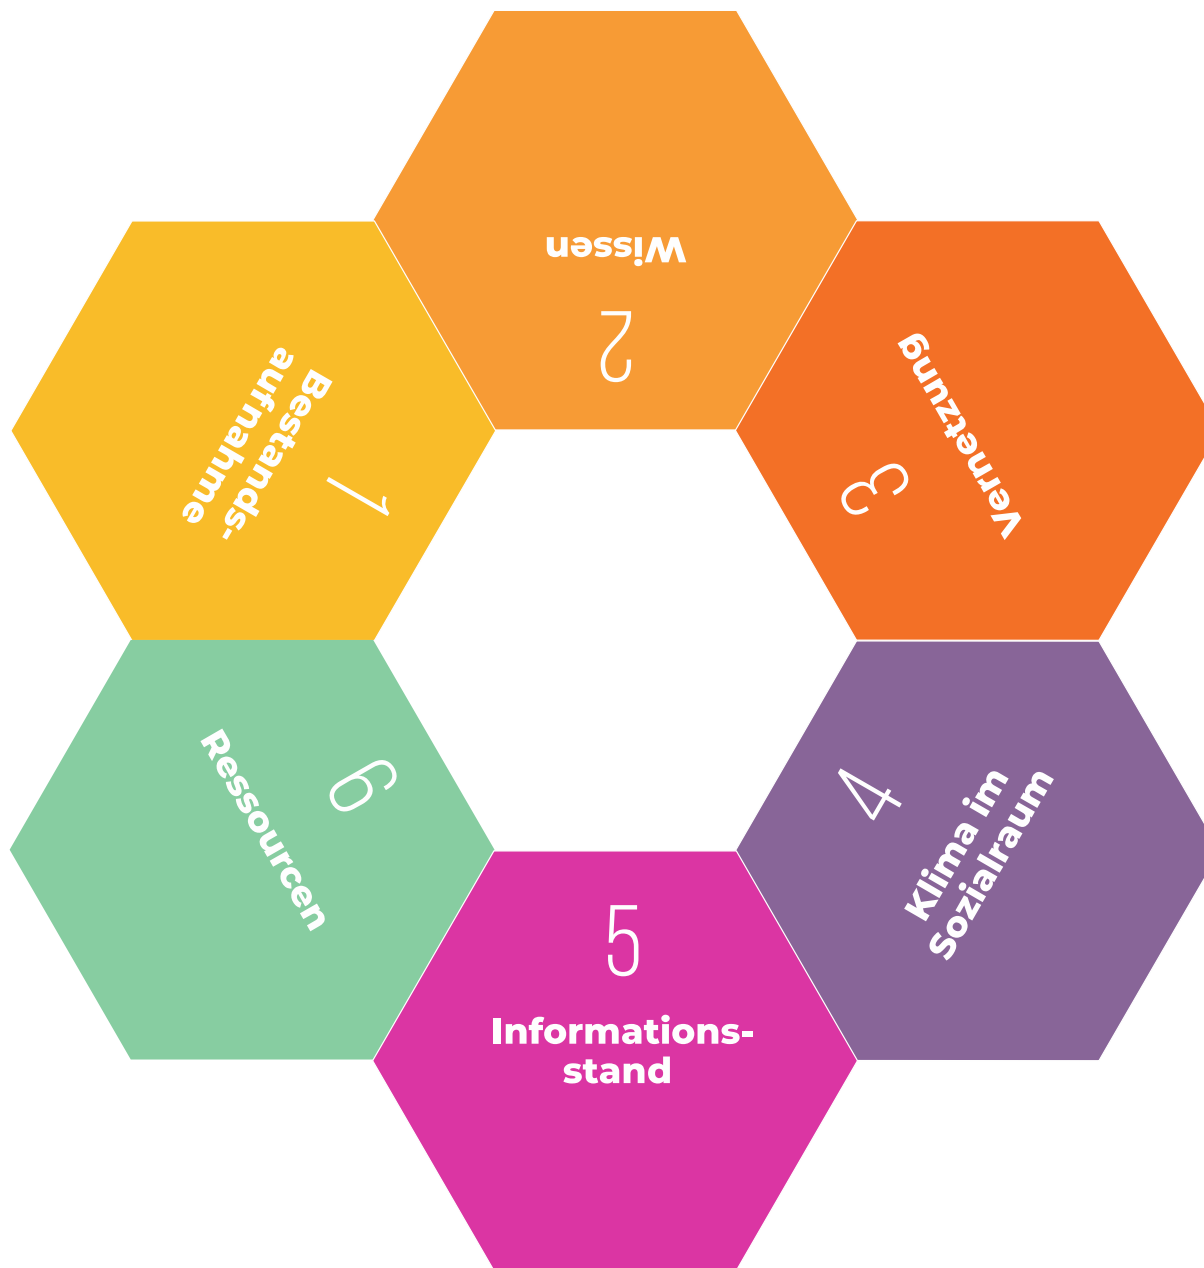 1
Bestands-
aufnahme
2
Wissen
3
Vernetzung
4
Klima im
Sozialraum
5
Informations-
stand
6
Ressourcen